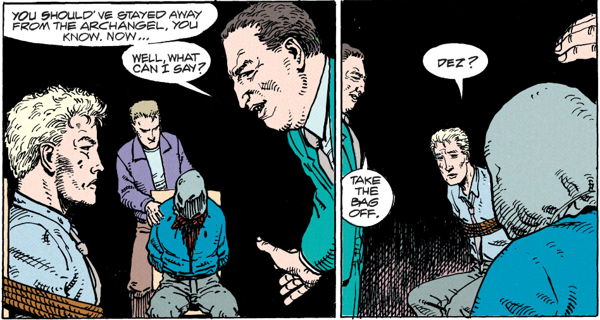 YOU SHOULD'VE STAYED AWAY
FROM THE ARCHANGEL, YOU
KNOW. NOW...
WELL, WHAT
CAN I SAY?
DEZ?
TAKE
THE
BAG
OFF.